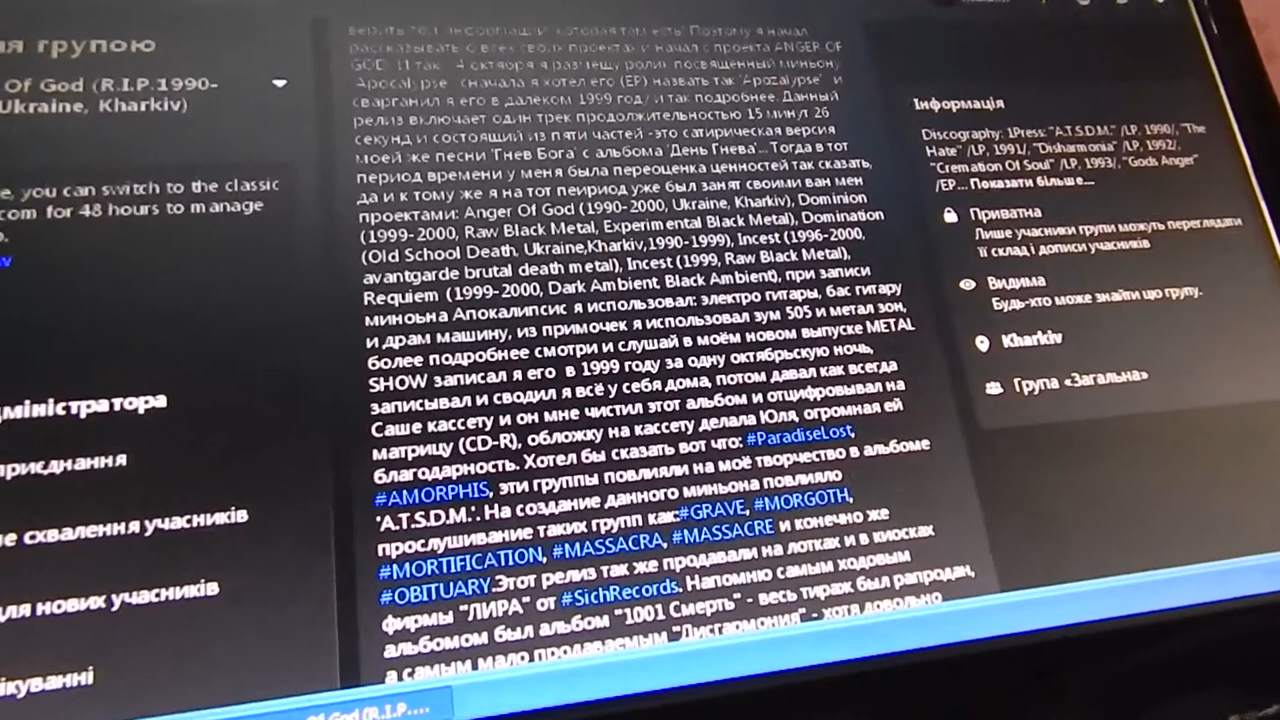 ня групою
Of God (R.I.P.1990-
Ukraine, Kharkiv)
e, you can switch to the classic
com for 48 hours to manage
дміністратора
приєднання
не схвалення учасників
для нових учасників
ікуванні
рассказывать о всех своих проектах и начал с проекта ANGER OF
GOD. И так 4 октября я размещу ролик посвященный миньону
Apocalypse сначала я хотел его (EP) назвать так 'Apozalypse' и
сварганил я его в далеком 1999 году и так подробнее. Данный
релиз включает один трек продолжительностью 15 минут 26
секунд и состоящий из пяти частей -это сатирическая версия
моей же песни 'Гнев Бога' с альбома 'День Гнева'... Тогда в тот
период времени у меня была переоценка ценностей так сказать,
да и к тому же я на тот пеириод уже был занят своими ван мен
проектами: Anger Of God (1990-2000, Ukraine, Kharkiv), Dominion
(1999-2000, Raw Black Metal, Experimental Black Metal), Domination
(Old School Death, Ukraine,Kharkiv,1990-1999), Incest (1996-2000,
avantgarde brutal death metal), Incest (1999, Raw Black Metal),
Requiem (1999-2000, Dark Ambient, Black Ambient), при записи
миноьна Апокалипсис я использовал: электро гитары, бас гитару
и драм машину, из примочек я использовал зум 505 и метал зон,
более подробнее смотри и слушай в моём новом выпуске METAL
SHOW записал я его в 1999 году за одну октябрьскую ночь,
записывал и сводил я всё у себя дома, потом давал как всегда
Саше кассету и он мне чистил этот альбом и отцифровывал на
матрицу (CD-R), обложку на кассету делала Юля, огромная ей
благодарность. Хотел бы сказать вот что: #ParadiseLost,
#AMORPHIS, эти группы повлияли на моё творчество в альбоме
'A.T.S.D.M.'. На создание данного миньона повлияло
прослушивание таких групп как:#GRAVE, #MORGOTH,
#MORTIFICATION, #MASSACRA, #MASSACRE и конечно же
#OBITUARY.Этот релиз так же продавали на лотках и в киосках
фирмы "ЛИРА" от #SichRecords. Напомню самым ходовым
альбомом был альбом "1001 Смерть" - весь тираж был рапродан,
а самым мало продаваемым "Дисгармония" - хотя довольно
Інформація
Discography: 1Press: "A.T.S.D.M." /LP, 1990/, "The
Hate" /LP, 1991/, "Disharmonia" /LP, 1992/,
"Cremation Of Soul" /LP, 1993/, "Gods Anger"
/EP... Показати більше...
Приватна
Лише учасники групи можуть переглядати
її склад і дописи учасників
Видима
Будь-хто може знайти цю групу.
Kharkiv
Група «Загальна»
Of God (R.I.P....